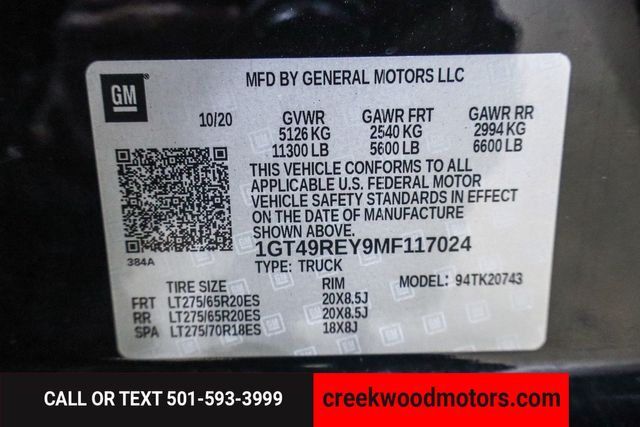 GM
MFD BY GENERAL MOTORS LLC
10/20 GVWR GAWR FRT GAWR RR
5126 KG 2540 KG 2994 KG
11300 LB 5600 LB 6600 LB
THIS VEHICLE CONFORMS TO ALL
APPLICABLE U.S. FEDERAL MOTOR
VEHICLE SAFETY STANDARDS IN EFFECT
ON THE DATE OF MANUFACTURE
SHOWN ABOVE.
384A
1GT49REY9MF117024
TYPE: TRUCK
MODEL: 94TK20743
TIRE SIZE RIM
FRT LT275/65R20ES 20X8.5J
RR LT275/65R20ES 20X8.5J
SPA LT275/70R18ES 18X8J
CALL OR TEXT 501-593-3999
creekwoodmotors.com